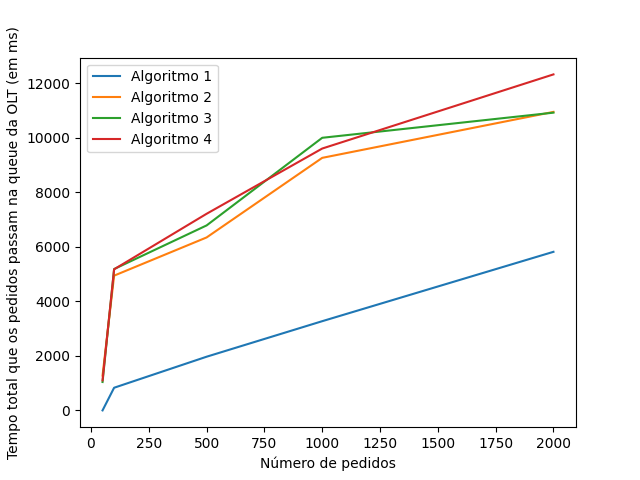 Tempo total que os pedidos passam na queue da OLT (em ms)
12000
10000
8000
6000
4000
2000
0
Algoritmo 1
Algoritmo 2
Algoritmo 3
Algoritmo 4
0 250 500 750 1000 1250 1500 1750 2000
Número de pedidos